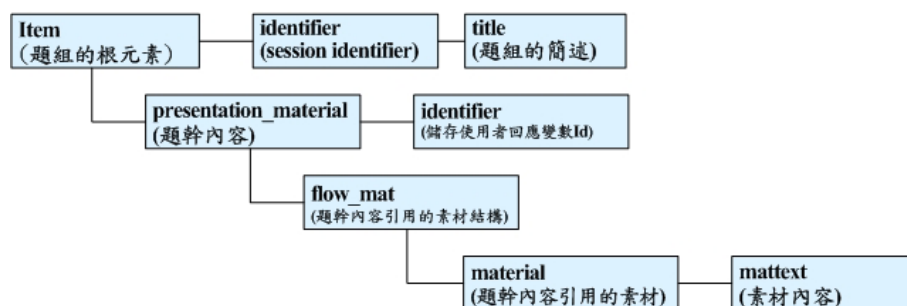 Item
(題組的根元素)
identifier
(session identifier)
title
(題組的簡述)
presentation_material
(題幹內容)
identifier
(儲存使用者回應變數Id)
flow_mat
(題幹內容引用的素材結構)
material
(題幹內容引用的素材)
mattext
(素材內容)